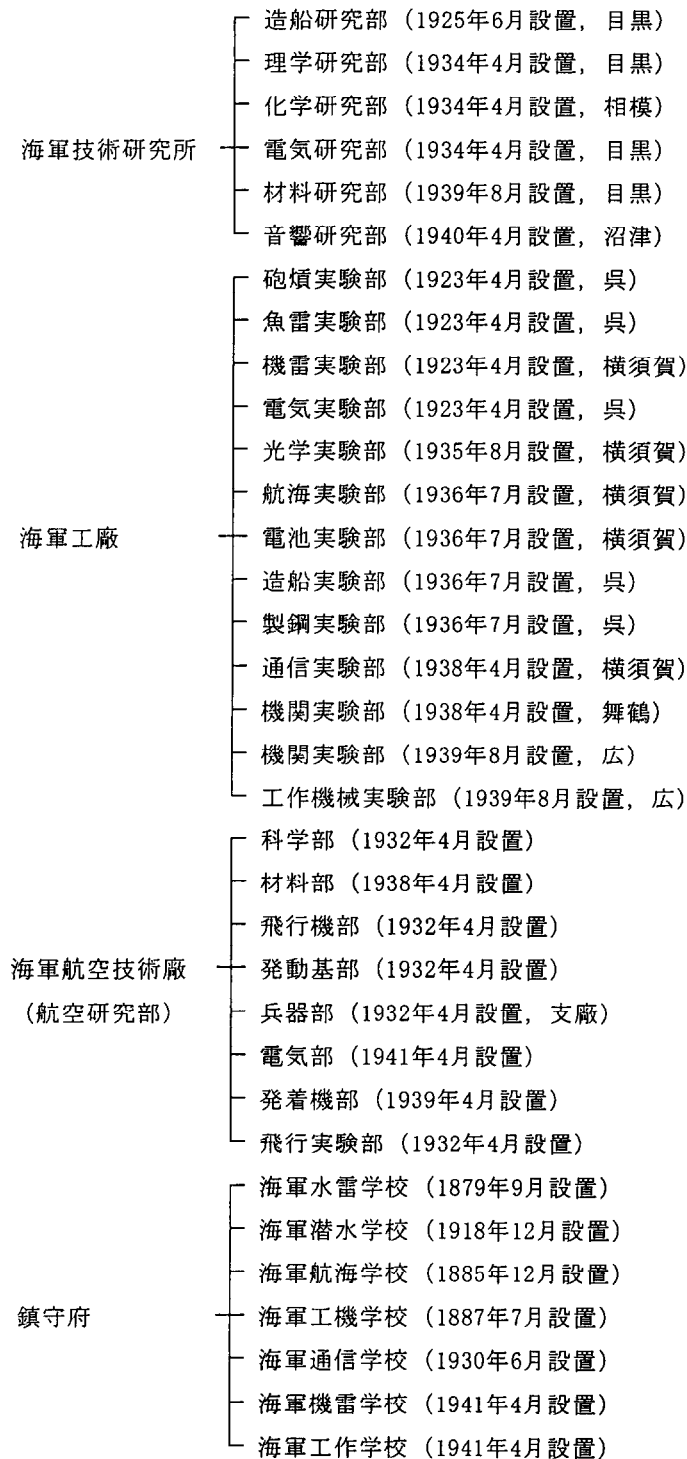 造船研究部（1925年6月設置，目黒）
理学研究部（1934年4月設置，目黒）
化学研究部（1934年4月設置，相模）
海軍技術研究所 電気研究部（1934年4月設置，目黒）
材料研究部（1939年8月設置，目黒）
音響研究部（1940年4月設置，沼津）
砲熕実験部（1923年4月設置，呉）
魚雷実験部（1923年4月設置，呉）
機雷実験部（1923年4月設置，横須賀）
電気実験部（1923年4月設置，呉）
光学実験部（1935年8月設置，横須賀）
航海実験部（1936年7月設置，横須賀）
海軍工廠 電池実験部（1936年7月設置，横須賀）
造船実験部（1936年7月設置，呉）
製鋼実験部（1936年7月設置，呉）
通信実験部（1938年4月設置，横須賀）
機関実験部（1938年4月設置，舞鶴）
機関実験部（1939年8月設置，広）
工作機械実験部（1939年8月設置，広）
科学部（1932年4月設置）
材料部（1938年4月設置）
飛行機部（1932年4月設置）
海軍航空技術廠 発動基部（1932年4月設置）
（航空研究部） 兵器部（1932年4月設置，支廠）
電気部（1941年4月設置）
発着機部（1939年4月設置）
飛行実験部（1932年4月設置）
海軍水雷学校（1879年9月設置）
海軍潜水学校（1918年12月設置）
海軍航海学校（1885年12月設置）
鎮守府 海軍工機学校（1887年7月設置）
海軍通信学校（1930年6月設置）
海軍機雷学校（1941年4月設置）
海軍工作学校（1941年4月設置）